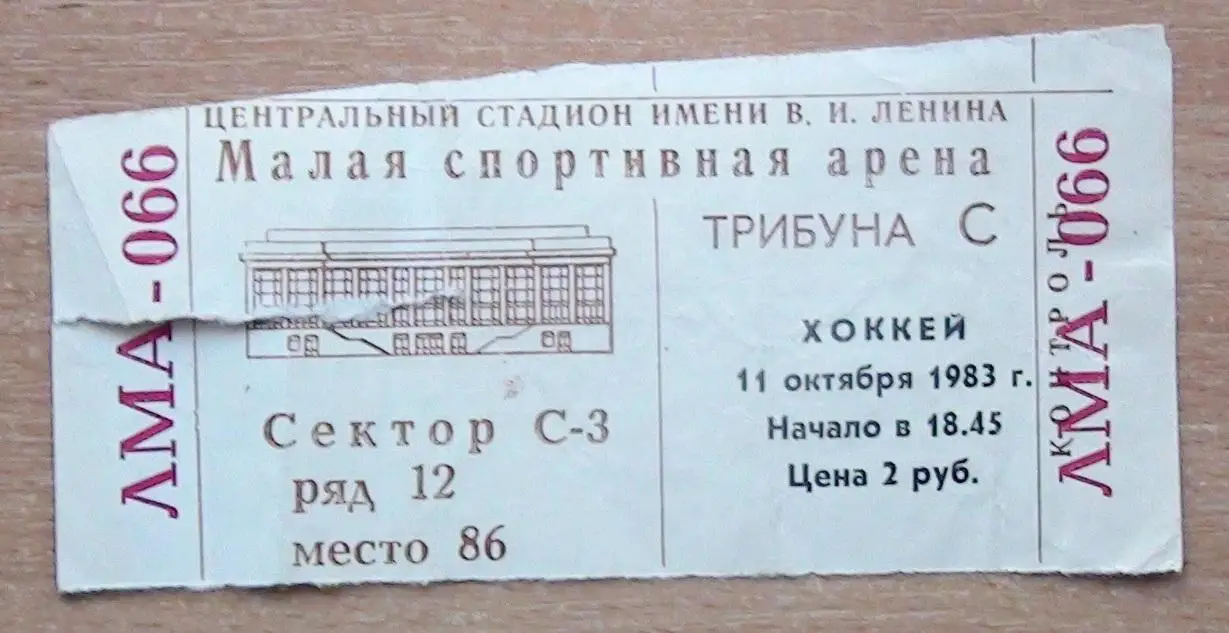 ЛМА-066
ЦЕНТРАЛЬНЫЙ СТАДИОН ИМЕНИ В. И. ЛЕНИНА
Малая спортивная арена
ТРИБУНА С
ХОККЕЙ
11 октября 1983 г.
Начало в 18.45
Цена 2 руб.
Сектор С-3
ряд 12
место 86
КОНТРОЛЬ
ЛМА-066